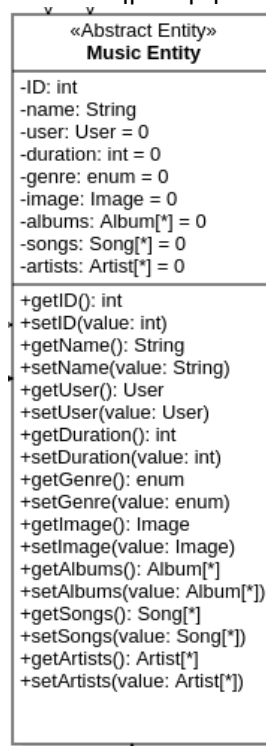 «Abstract Entity»
Music Entity
-ID: int
-name: String
-user: User = 0
-duration: int = 0
-genre: enum = 0
-image: Image = 0
-albums: Album[*] = 0
-songs: Song[*] = 0
-artists: Artist[*] = 0
+getID(): int
+setID(value: int)
+getName(): String
+setName(value: String)
+getUser(): User
+setUser(value: User)
+getDuration(): int
+setDuration(value: int)
+getGenre(): enum
+setGenre(value: enum)
+getImage(): Image
+setImage(value: Image)
+getAlbums(): Album[*]
+setAlbums(value: Album[*])
+getSongs(): Song[*]
+setSongs(value: Song[*])
+getArtists(): Artist[*]
+setArtists(value: Artist[*])